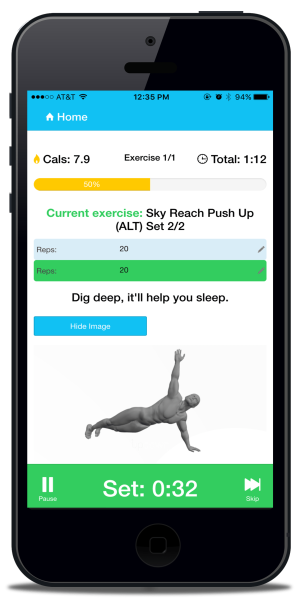 AT&T 12:35 PM 94%
Home
Cals: 7.9 Exercise 1/1 Total: 1:12
50%
Current exercise: Sky Reach Push Up
(ALT) Set 2/2
Reps: 20
Reps: 20
Dig deep, it'll help you sleep.
Hide Image
Set: 0:32
Pause Skip